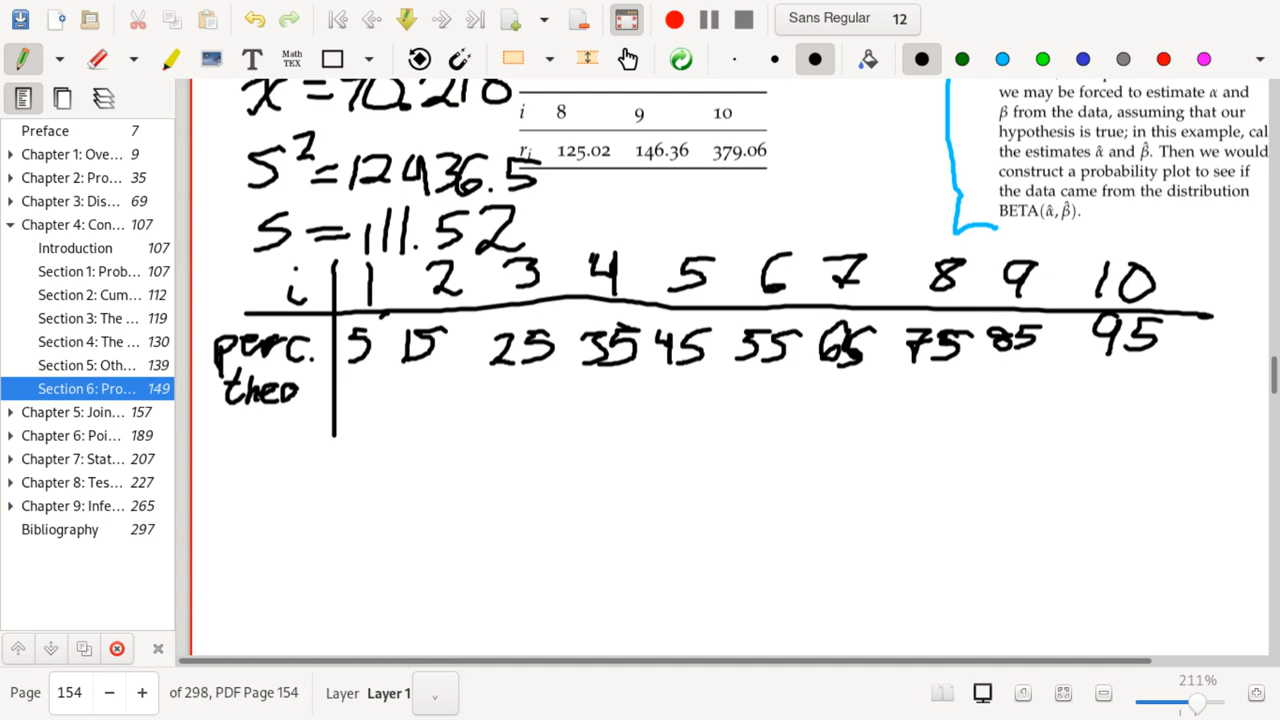 Sans Regular 12
T Math TEX
Preface 7
Chapter 1: Ove... 9
Chapter 2: Pro... 35
Chapter 3: Dis... 69
Chapter 4: Con... 107
Introduction 107
Section 1: Prob... 107
Section 2: Cum... 112
Section 3: The ... 119
Section 4: The ... 130
Section 5: Oth... 139
Section 6: Pro... 149
Chapter 5: Join... 157
Chapter 6: Poi... 189
Chapter 7: Stat... 207
Chapter 8: Tes... 227
Chapter 9: Infe... 265
Bibliography 297
x = 70.218
s² = 12436.5
s = 111.52
i 8 9 10
rᵢ 125.02 146.36 379.06
we may be forced to estimate α and
β from the data, assuming that our
hypothesis is true; in this example, cal
the estimates α̂ and β̂. Then we would
construct a probability plot to see if
the data came from the distribution
BETA(α̂, β̂).
i 1 2 3 4 5 6 7 8 9 10
perc. 5 15 25 35 45 55 65 75 85 95
theo
Page 154 of 298, PDF Page 154 Layer Layer 1 211%